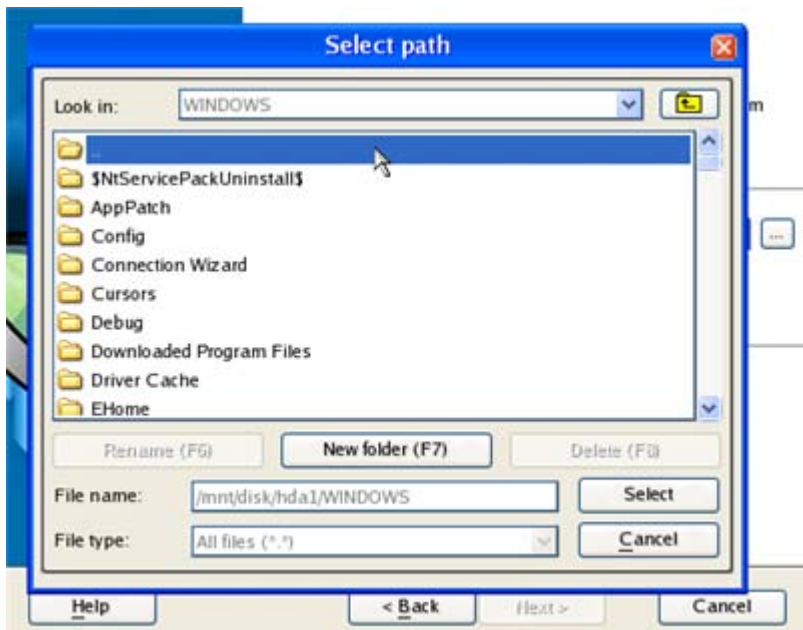 Select path
Look in: WINDOWS
m
..
$NtServicePackUninstall$
AppPatch
Config
...
Connection Wizard
Cursors
Debug
Downloaded Program Files
Driver Cache
EHome
Rename (F6) New folder (F7) Delete (F8)
File name: /mnt/disk/hda1/WINDOWS Select
File type: All files (*.*) Cancel
Help < Back Next > Cancel